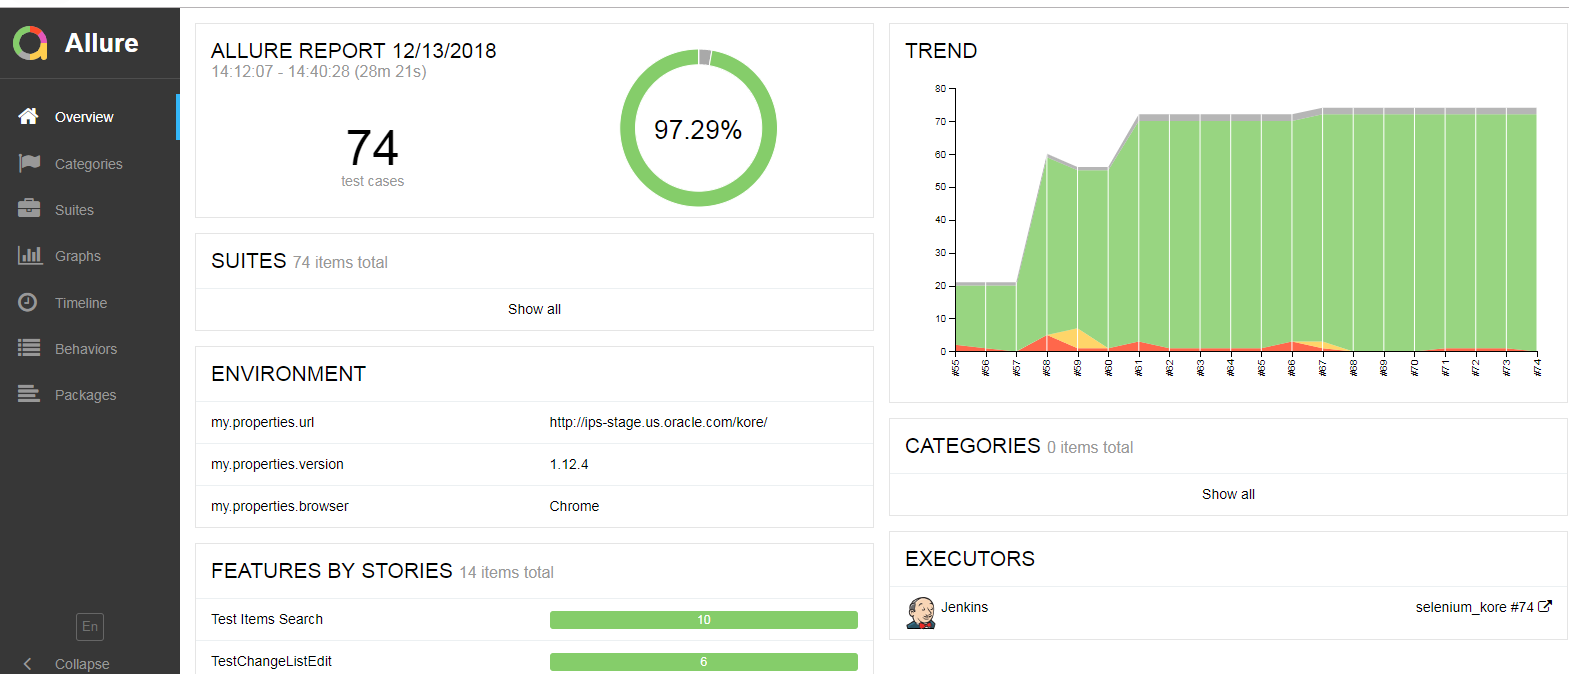 Allure
Overview
Categories
Suites
Graphs
Timeline
Behaviors
Packages
En
Collapse
ALLURE REPORT 12/13/2018
14:12:07 - 14:40:28 (28m 21s)
74
test cases
97.29%
SUITES 74 items total
Show all
ENVIRONMENT
my.properties.url http://ips-stage.us.oracle.com/kore/
my.properties.version 1.12.4
my.properties.browser Chrome
FEATURES BY STORIES 14 items total
Test Items Search 10
TestChangeListEdit 6
TREND
80
70
60
50
40
30
20
10
0
#55 #56 #57 #58 #59 #60 #61 #62 #63 #64 #65 #66 #67 #68 #69 #70 #71 #72 #73 #74
CATEGORIES 0 items total
Show all
EXECUTORS
Jenkins selenium_kore #74